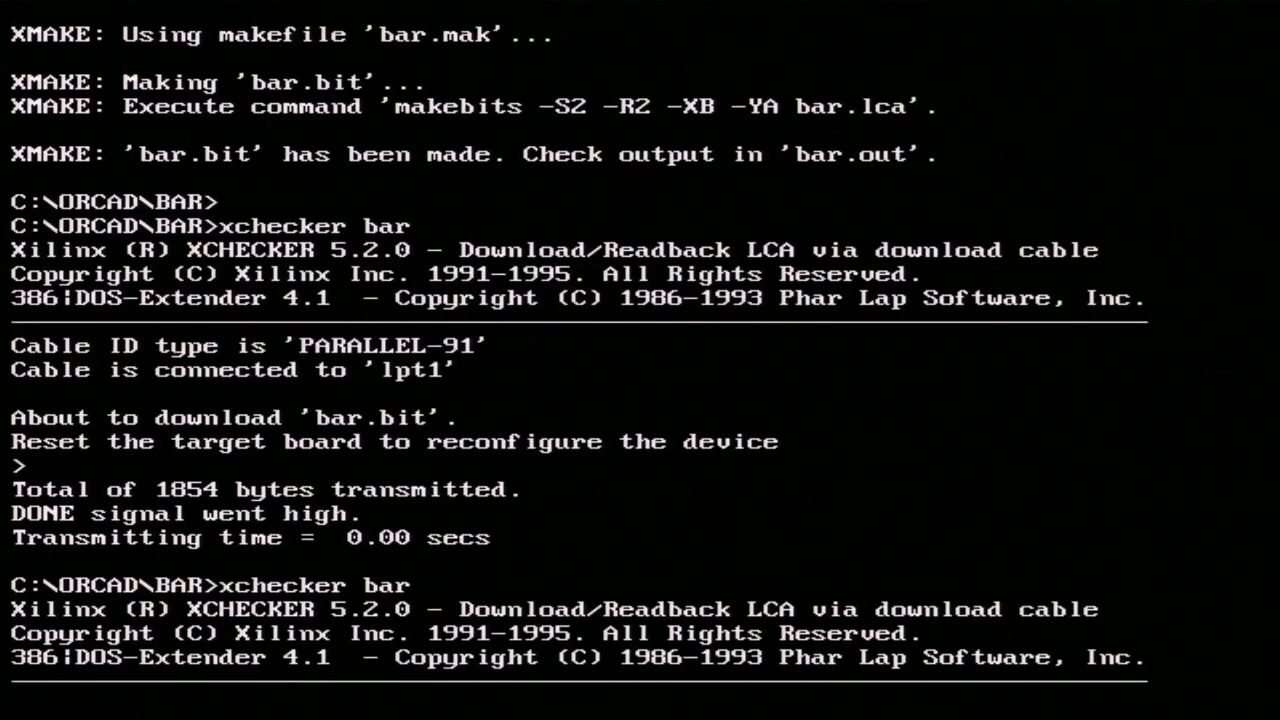 XMAKE: Using makefile 'bar.mak'...
XMAKE: Making 'bar.bit'...
XMAKE: Execute command 'makebits -S2 -R2 -XB -YA bar.lca'.
XMAKE: 'bar.bit' has been made. Check output in 'bar.out'.
C:\ORCAD\BAR>
C:\ORCAD\BAR>xchecker bar
Xilinx (R) XCHECKER 5.2.0 - Download/Readback LCA via download cable
Copyright (C) Xilinx Inc. 1991-1995. All Rights Reserved.
386|DOS-Extender 4.1  - Copyright (C) 1986-1993 Phar Lap Software, Inc.
Cable ID type is 'PARALLEL-91'
Cable is connected to 'lpt1'
About to download 'bar.bit'.
Reset the target board to reconfigure the device
>
Total of 1854 bytes transmitted.
DONE signal went high.
Transmitting time =  0.00 secs
C:\ORCAD\BAR>xchecker bar
Xilinx (R) XCHECKER 5.2.0 - Download/Readback LCA via download cable
Copyright (C) Xilinx Inc. 1991-1995. All Rights Reserved.
386|DOS-Extender 4.1  - Copyright (C) 1986-1993 Phar Lap Software, Inc.